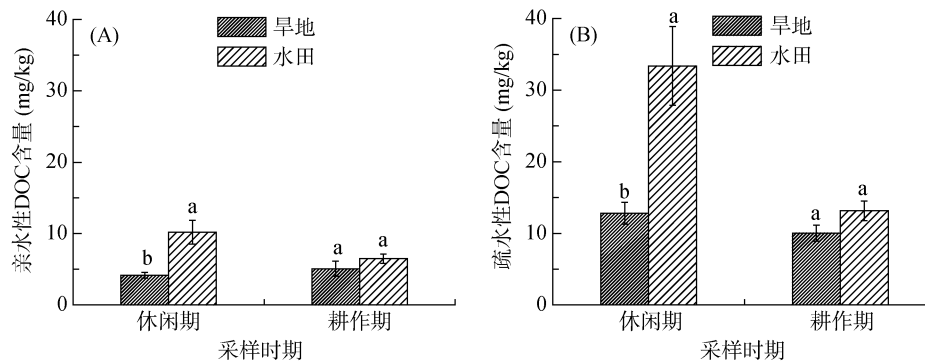 (A)
旱地
水田
亲水性DOC含量 (mg/kg)
40
30
20
10
0
b
a
a
a
休闲期
耕作期
采样时期
(B)
旱地
水田
疏水性DOC含量 (mg/kg)
40
30
20
10
0
b
a
a
a
休闲期
耕作期
采样时期